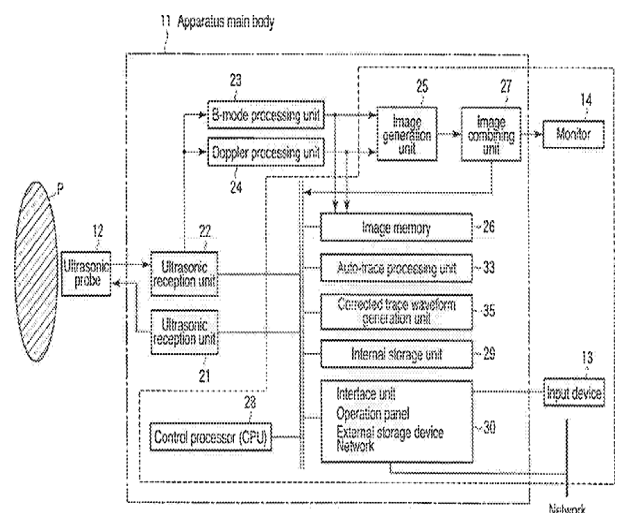 11 Apparatus main body
23
B-mode processing unit
Doppler processing unit
24
25
Image
generation
unit
27
Image
combining
unit
14
Monitor
P
12
Ultrasonic
probe
22
Ultrasonic
reception unit
Ultrasonic
reception unit
21
Image memory
26
Auto-trace processing unit
33
Corrected trace waveform
generation unit
35
Internal storage unit
29
28
Control processor (CPU)
Interface unit
Operation panel
External storage device
Network
30
13
Input device
Network